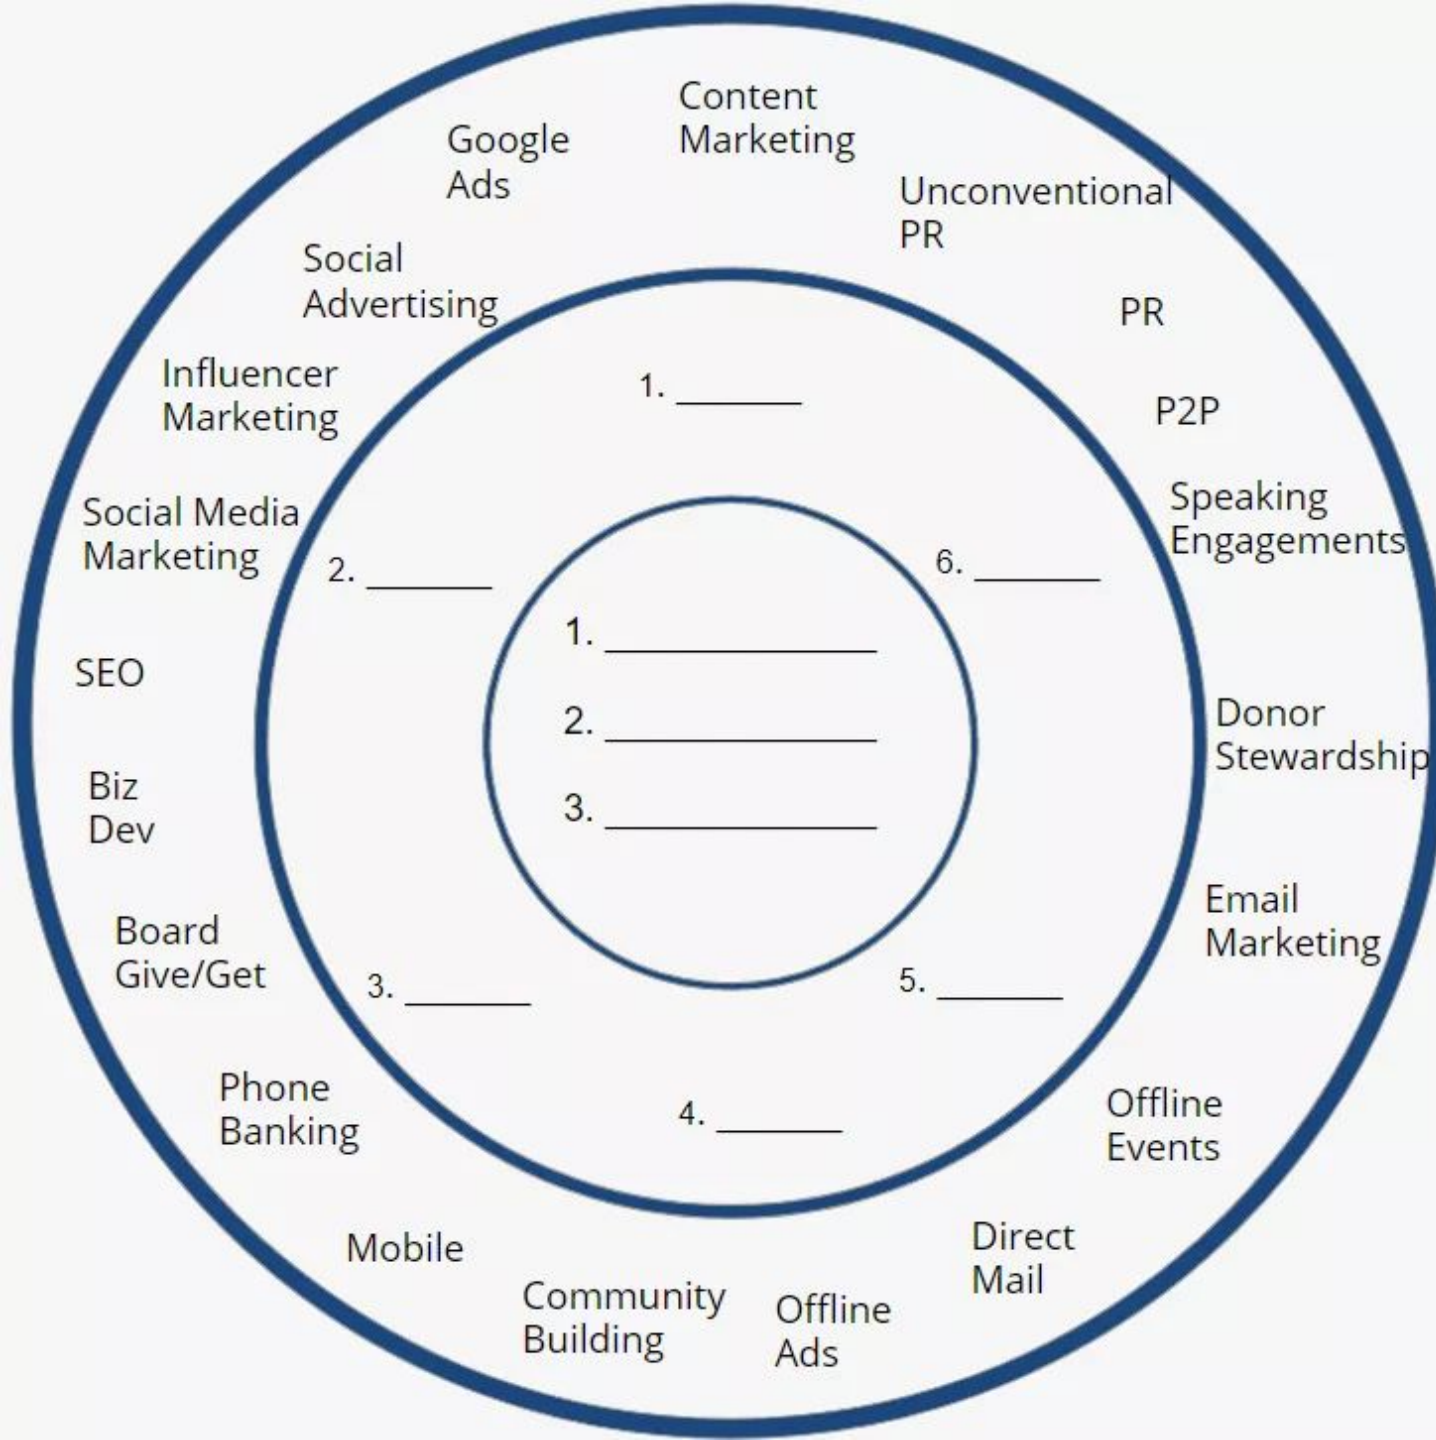 Content
Marketing
Google
Ads
Unconventional
PR
Social
Advertising
PR
Influencer
Marketing
P2P
Speaking
Engagements
Social Media
Marketing
SEO
Donor
Stewardship
Biz
Dev
Email
Marketing
Board
Give/Get
Phone
Banking
Offline
Events
Mobile
Direct
Mail
Community
Building
Offline
Ads
1. ______
2. ______
3. ______
4. ______
5. ______
6. ______
1. ____________
2. ____________
3. ____________